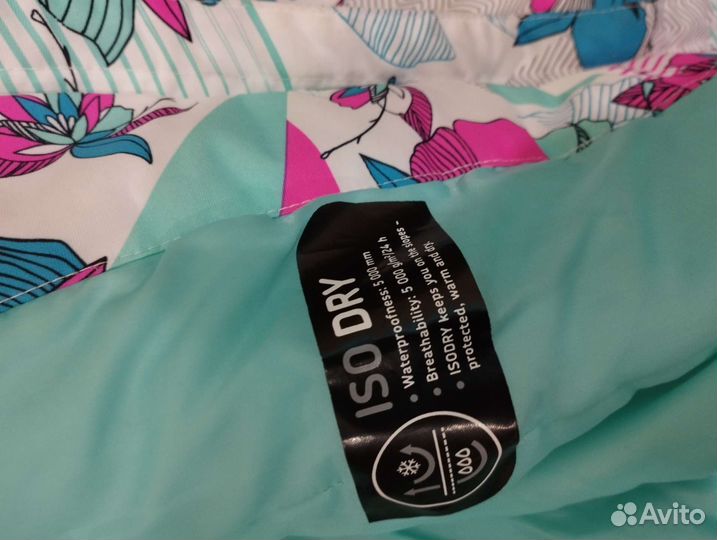 ISO DRY
• Waterproofness: 5 000 mm
• Breathability: 5 000 g/m²/24 h
• ISODRY keeps you on the slopes -
protected, warm and dry.
Avito